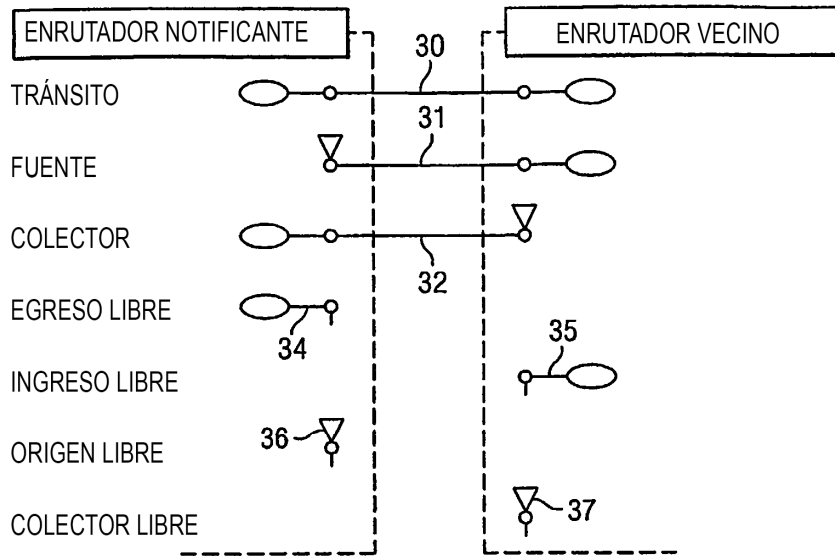 ENRUTADOR NOTIFICANTE
ENRUTADOR VECINO
30
TRÁNSITO
31
FUENTE
COLECTOR
32
EGRESO LIBRE
34
35
INGRESO LIBRE
36
ORIGEN LIBRE
37
COLECTOR LIBRE